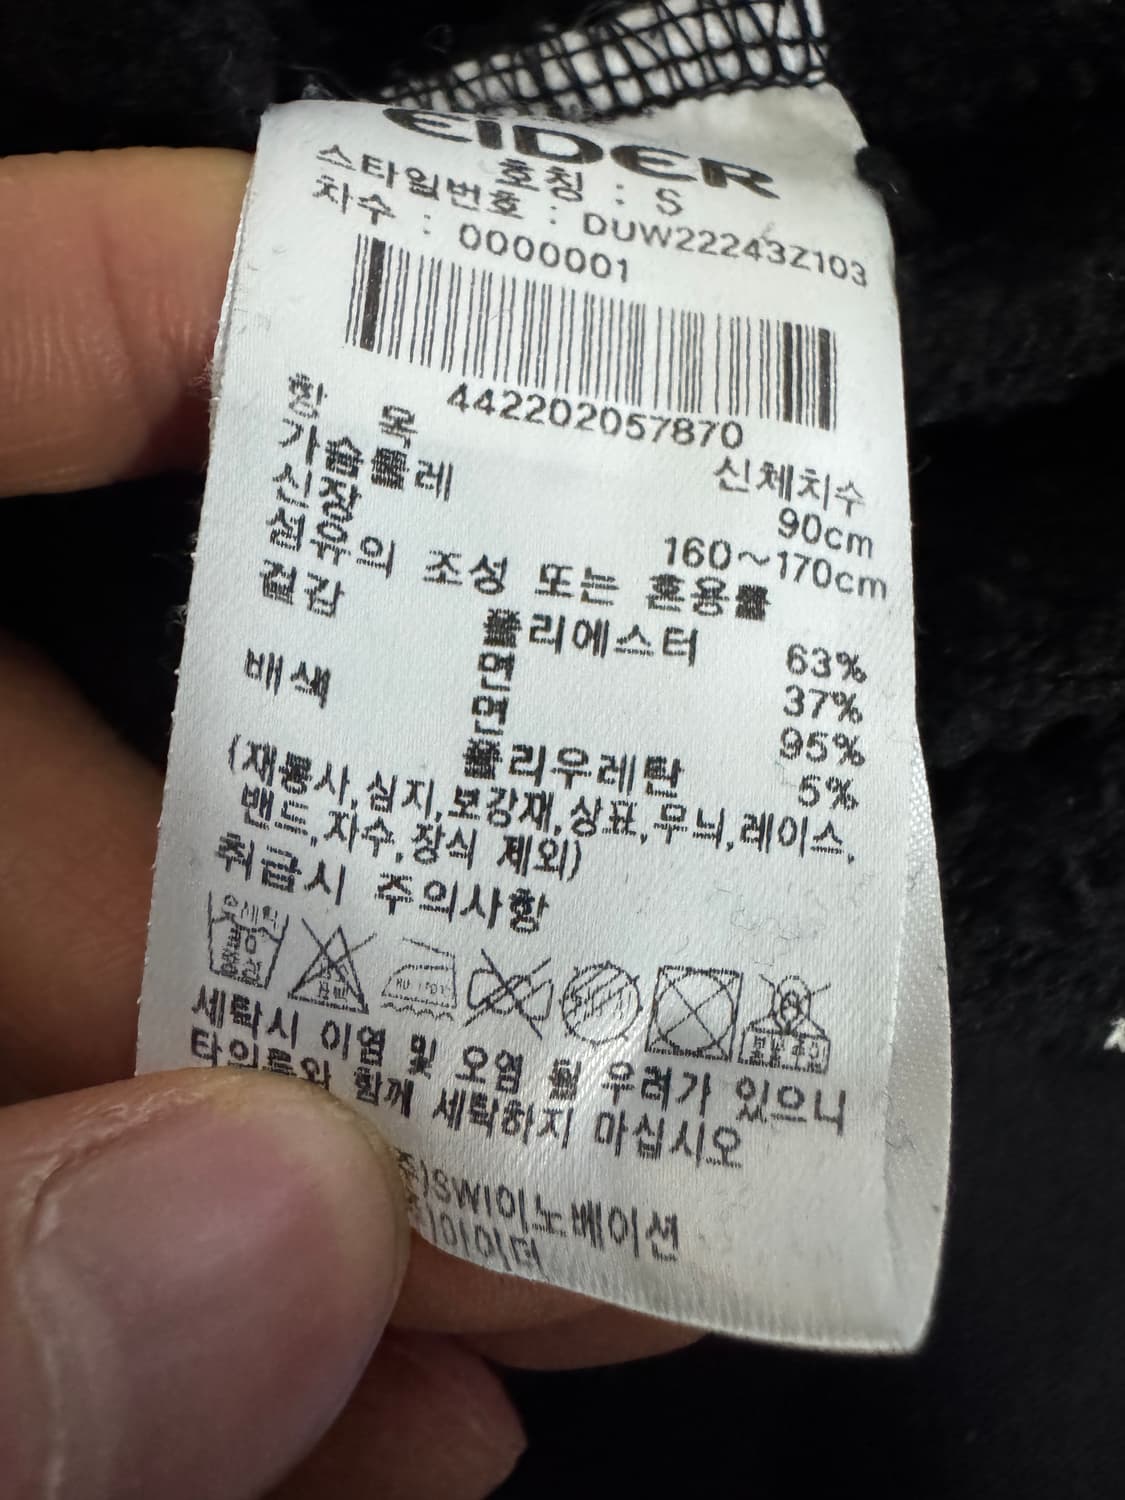 EIDER
호칭 : S
스타일번호 : DUW22243Z103
차수 : 0000001
442202057870
항 목 신체치수
가슴둘레 90cm
신장 160~170cm
섬유의 조성 또는 혼용률
겉감 폴리에스터 63%
면 37%
배색 면 95%
폴리우레탄 5%
(재봉사,심지,보강재,상표,무늬,레이스,
밴드,자수,장식 제외)
취급시 주의사항
세탁시 이염 및 오염 될 우려가 있으니
타의류와 함께 세탁하지 마십시오
SW이노베이션